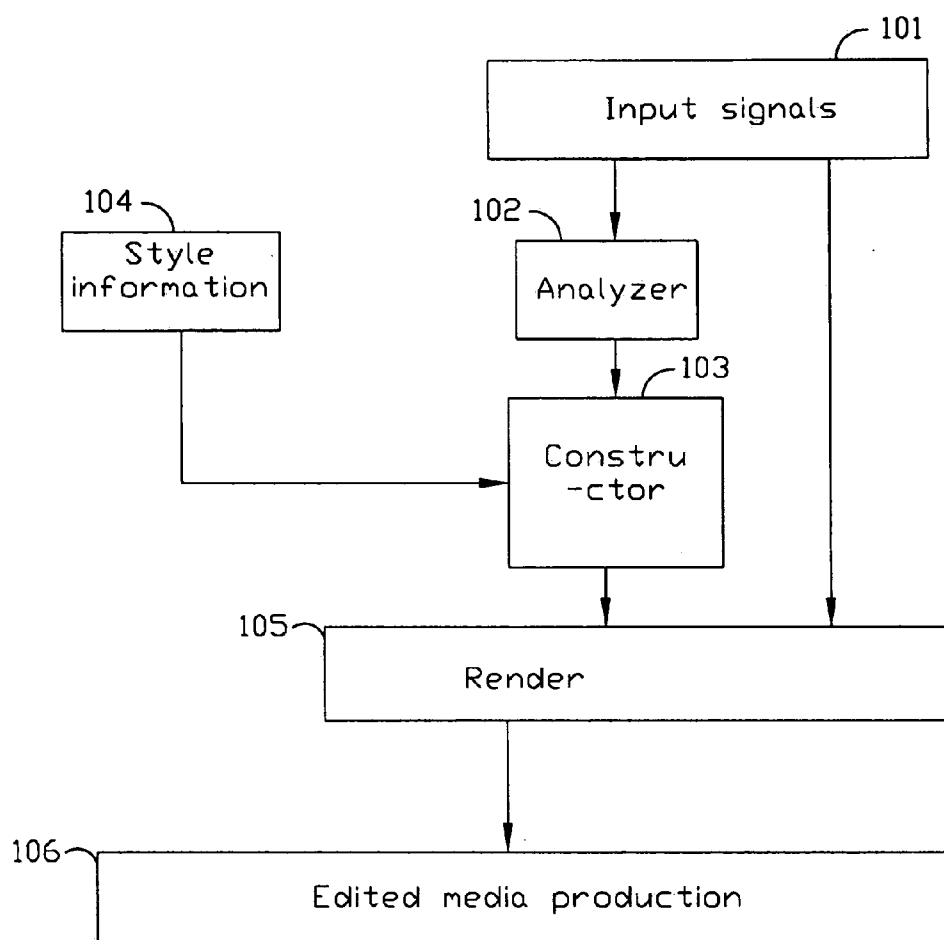 101
Input signals
104
Style
information
102
Analyzer
103
Constru
-ctor
105
Render
106
Edited media production